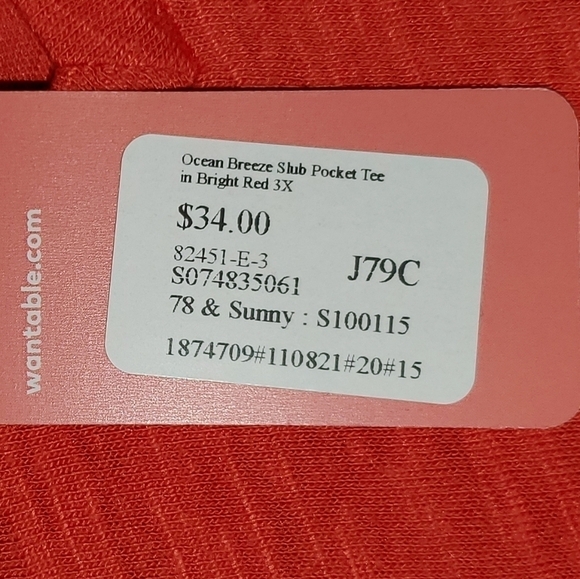 wantable.com
Ocean Breeze Slub Pocket Tee
in Bright Red 3X
$34.00
82451-E-3
J79C
S074835061
78 & Sunny : S100115
1874709#110821#20#15